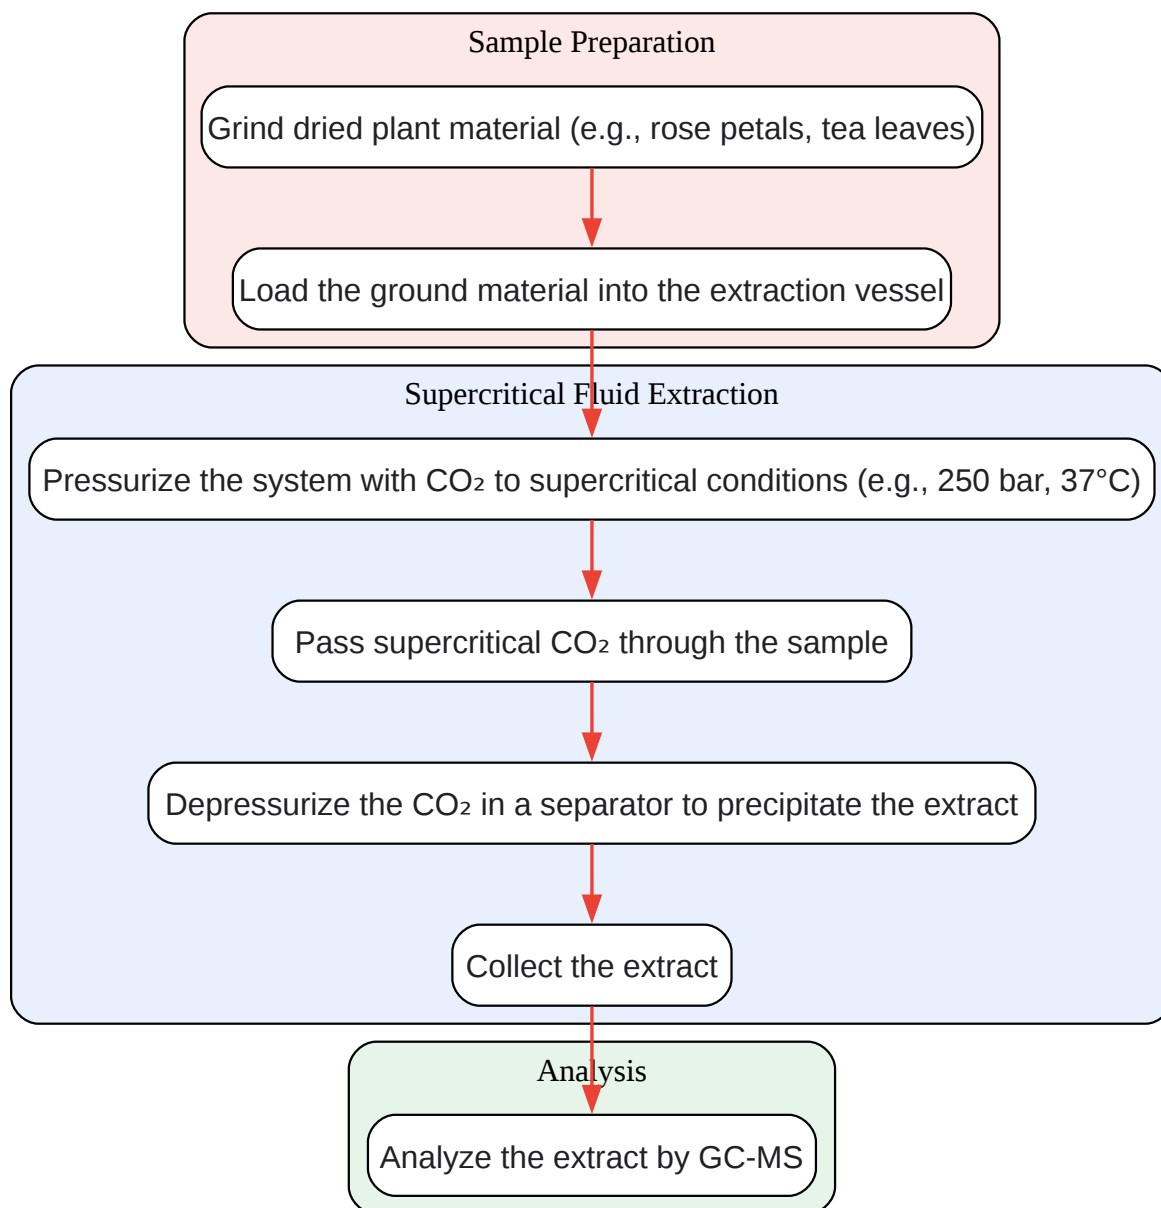 Sample Preparation
Grind dried plant material (e.g., rose petals, tea leaves)
Load the ground material into the extraction vessel
Supercritical Fluid Extraction
Pressurize the system with CO₂ to supercritical conditions (e.g., 250 bar, 37°C)
Pass supercritical CO₂ through the sample
Depressurize the CO₂ in a separator to precipitate the extract
Collect the extract
Analysis
Analyze the extract by GC-MS